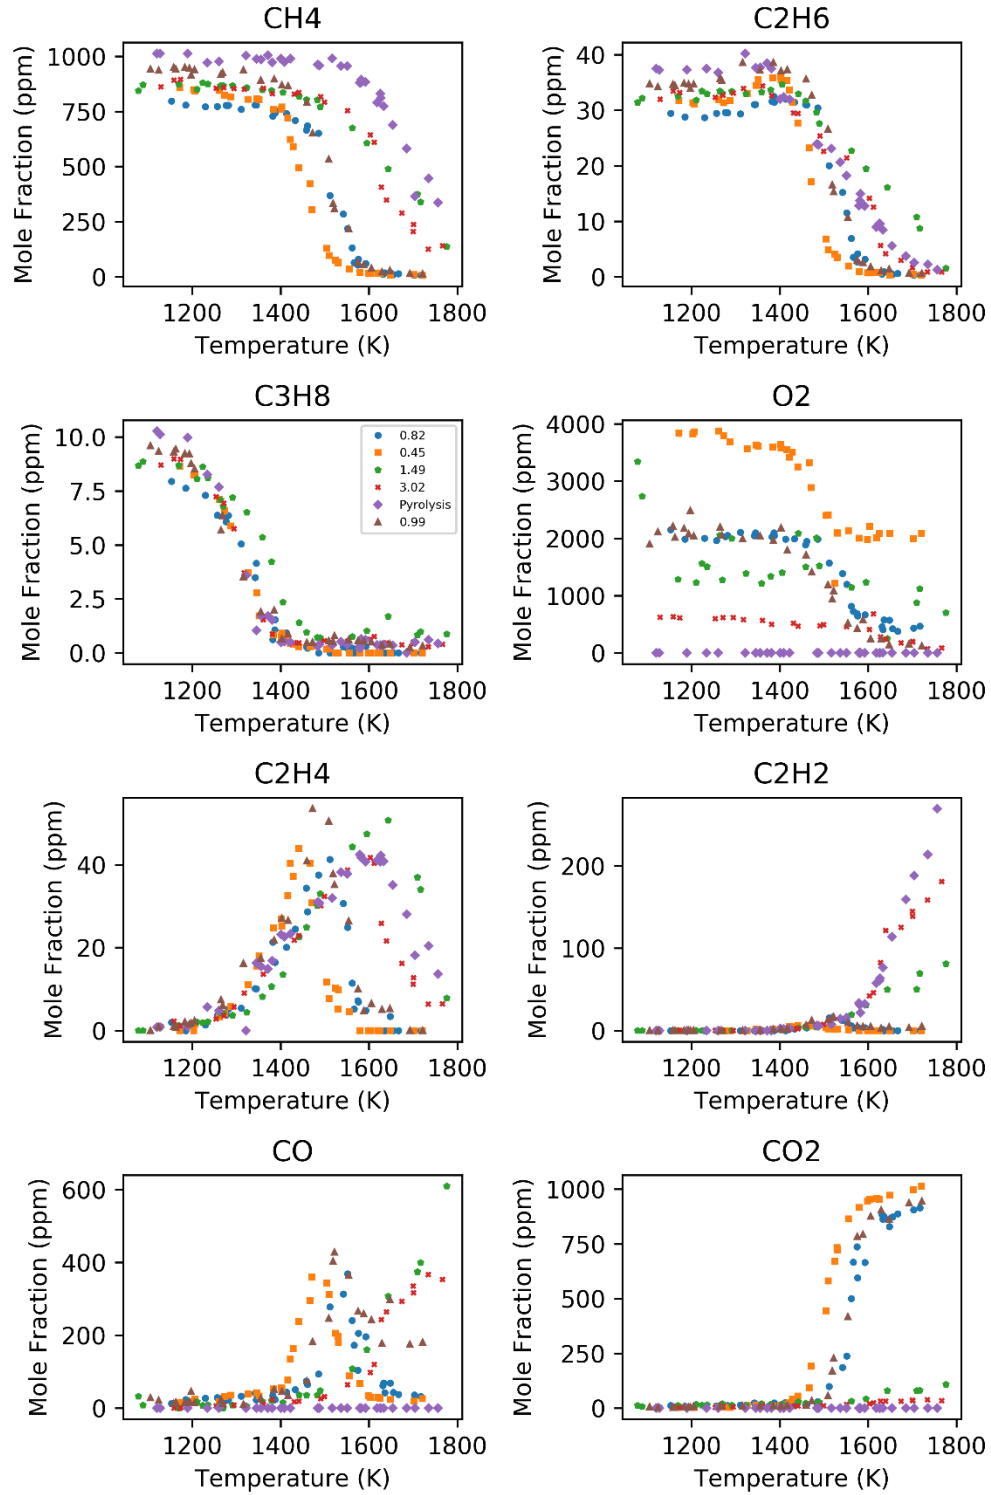 CH4
Mole Fraction (ppm)
1000
750
500
250
0
1200 1400 1600 1800
Temperature (K)
C2H6
Mole Fraction (ppm)
40
30
20
10
0
1200 1400 1600 1800
Temperature (K)
C3H8
Mole Fraction (ppm)
10.0
7.5
5.0
2.5
0.0
0.82
0.45
1.49
3.02
Pyrolysis
0.99
1200 1400 1600 1800
Temperature (K)
O2
Mole Fraction (ppm)
4000
3000
2000
1000
0
1200 1400 1600 1800
Temperature (K)
C2H4
Mole Fraction (ppm)
40
20
0
1200 1400 1600 1800
Temperature (K)
C2H2
Mole Fraction (ppm)
200
100
0
1200 1400 1600 1800
Temperature (K)
CO
Mole Fraction (ppm)
600
400
200
0
1200 1400 1600 1800
Temperature (K)
CO2
Mole Fraction (ppm)
1000
750
500
250
0
1200 1400 1600 1800
Temperature (K)